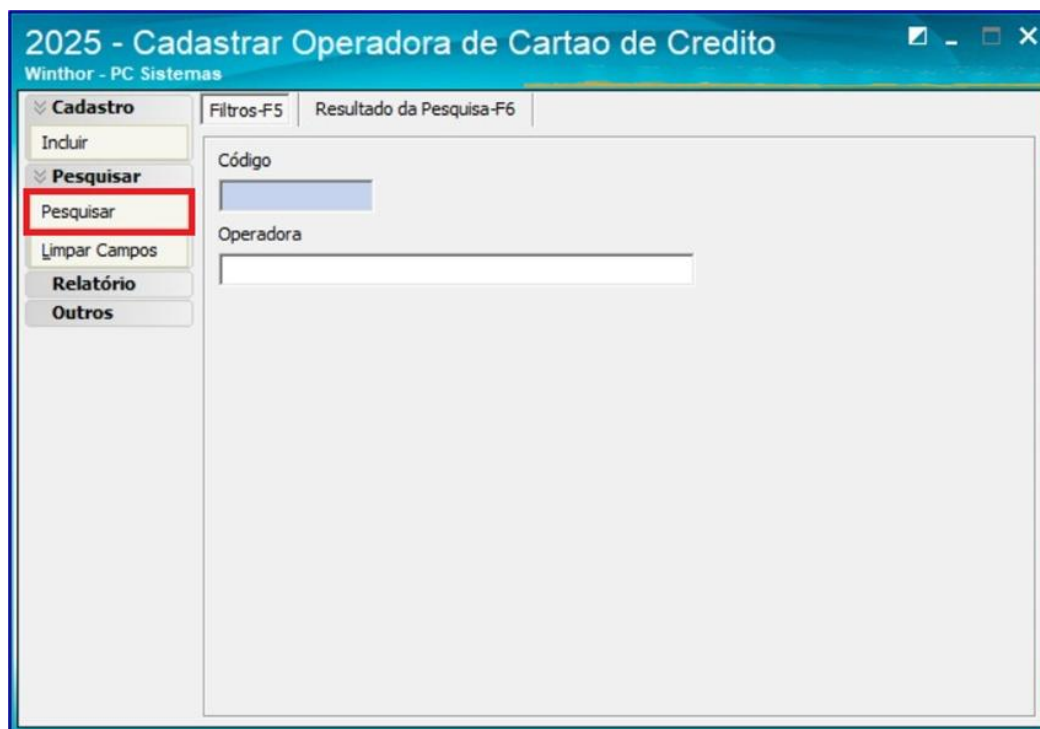 2025 - Cadastrar Operadora de Cartao de Credito
Winthor - PC Sistemas
Cadastro
Incluir
Pesquisar
Pesquisar
Limpar Campos
Relatório
Outros
Filtros-F5
Resultado da Pesquisa-F6
Código
Operadora